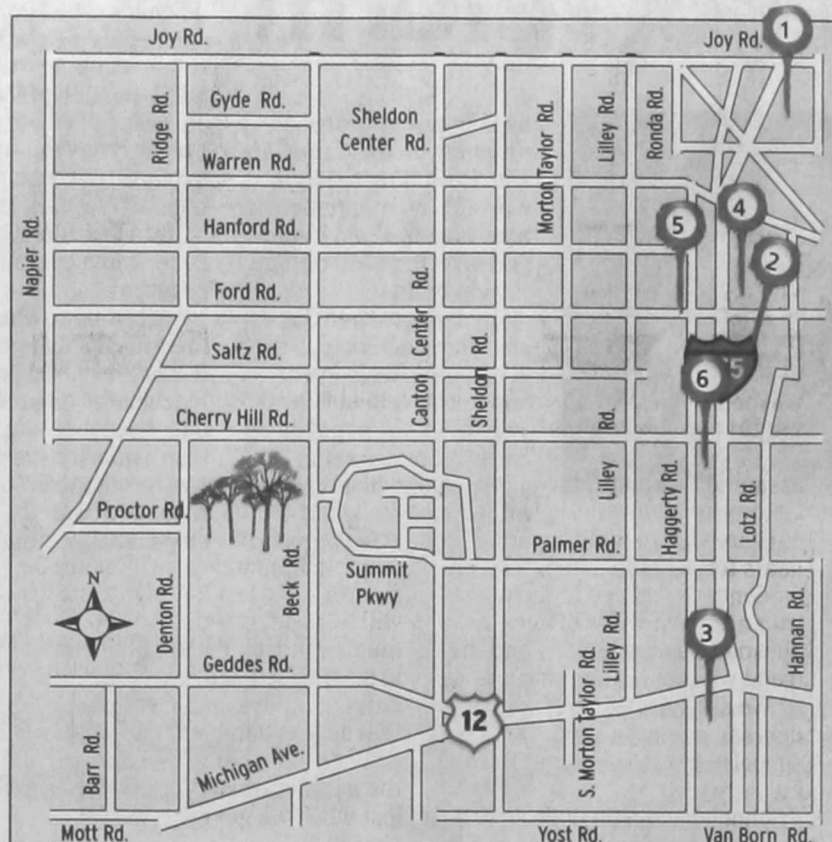 Joy Rd.
Joy Rd.
1
Ridge Rd.
Gyde Rd.
Sheldon
Center Rd.
Morton Taylor Rd.
Lilley Rd.
Ronda Rd.
Warren Rd.
Napier Rd.
Hanford Rd.
5
4
2
Ford Rd.
Canton Center Rd.
Saltz Rd.
Sheldon Rd.
5
6
Cherry Hill Rd.
Lilley Rd.
Haggerty Rd.
Lotz Rd.
Proctor Rd.
Palmer Rd.
Summit
Pkwy
N
Denton Rd.
Beck Rd.
Hannan Rd.
3
Geddes Rd.
Lilley Rd.
S. Morton Taylor Rd.
12
Barr Rd.
Michigan Ave.
Mott Rd.
Yost Rd.
Van Born Rd.